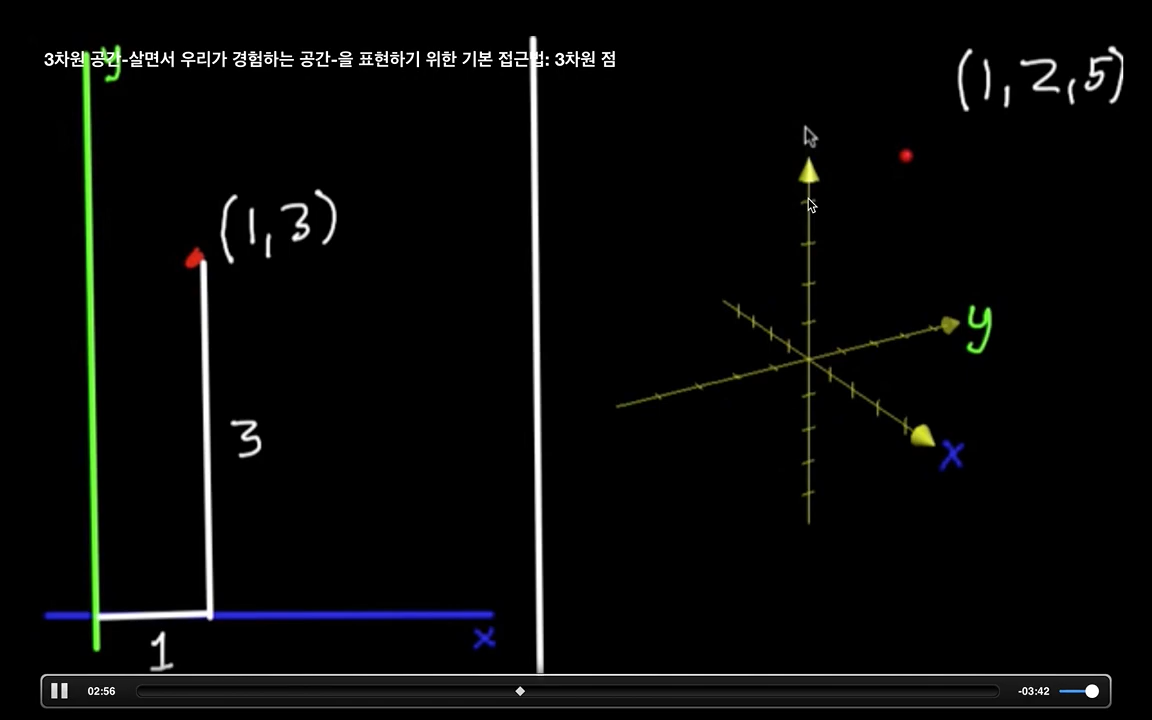 3차원 공간-살면서 우리가 경험하는 공간-을 표현하기 위한 기본 접근법: 3차원 점
y
(1,3)
3
1
x
(1,2,5)
y
x
02:56
-03:42